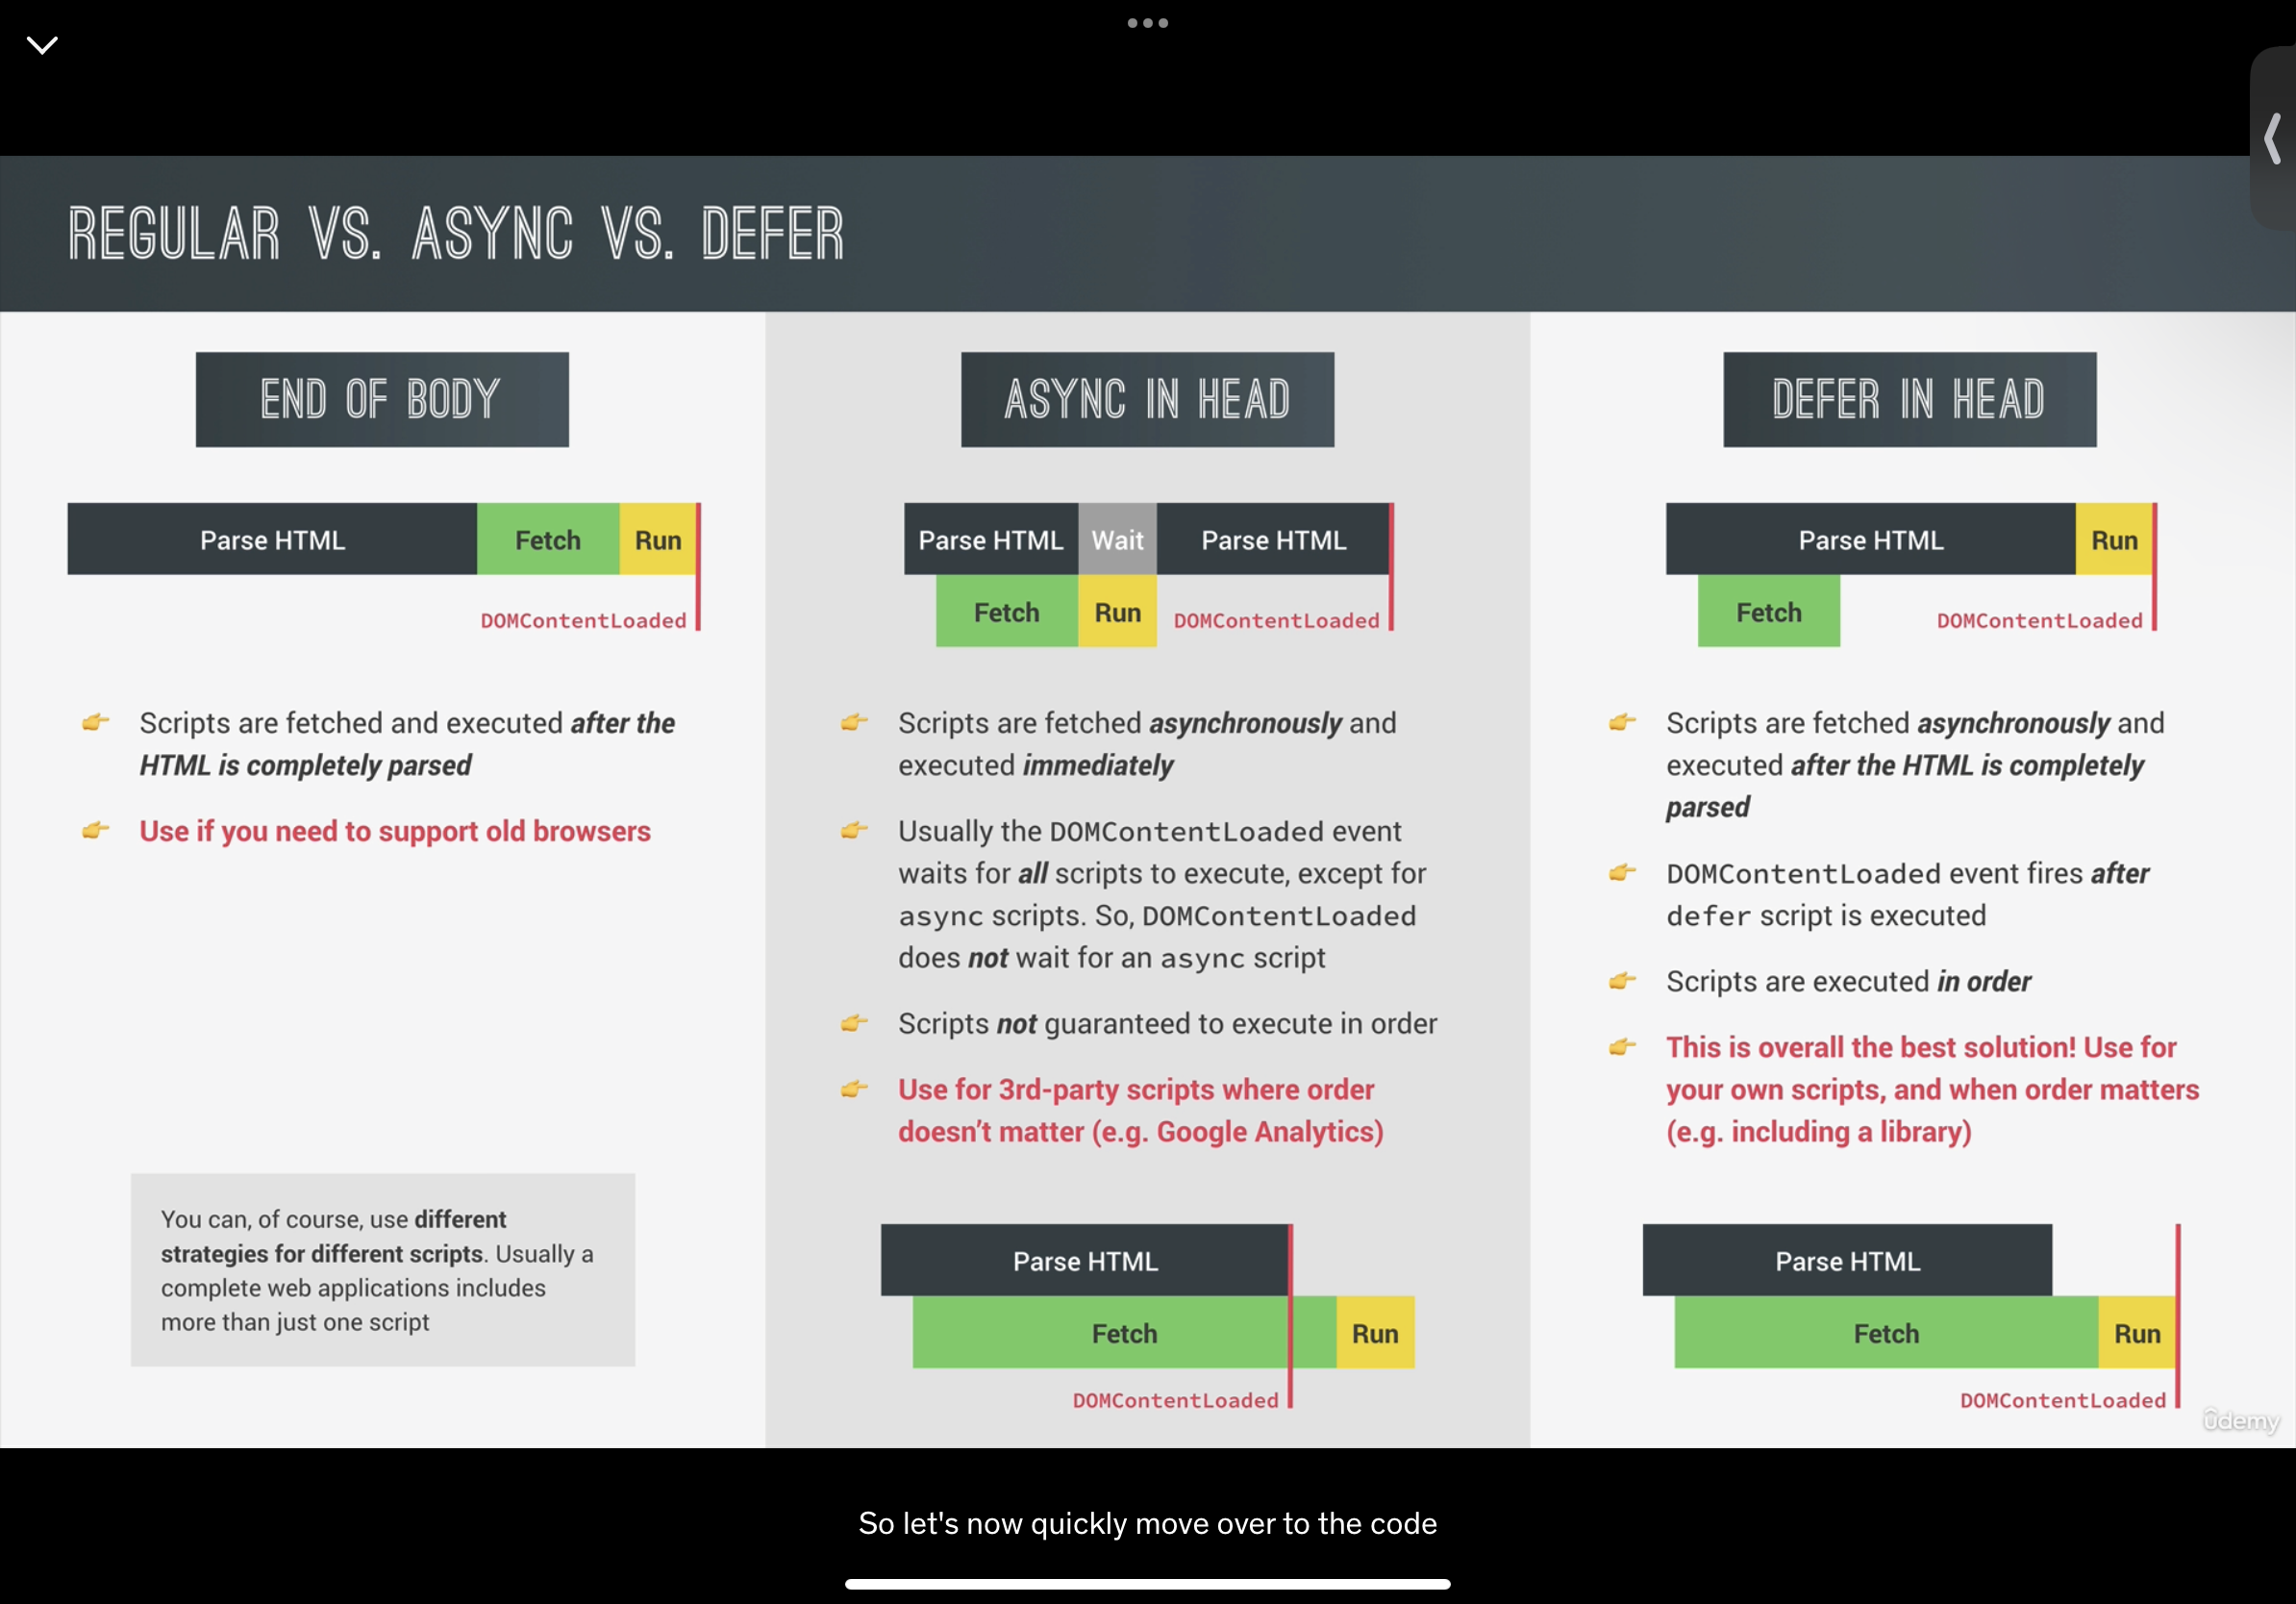 REGULAR VS. ASYNC VS. DEFER
END OF BODY
Parse HTML
Fetch
Run
DOMContentLoaded
👉 Scripts are fetched and executed after the
HTML is completely parsed
👉 Use if you need to support old browsers
You can, of course, use different
strategies for different scripts. Usually a
complete web applications includes
more than just one script
ASYNC IN HEAD
Parse HTML
Wait
Parse HTML
Fetch
Run
DOMContentLoaded
👉 Scripts are fetched asynchronously and
executed immediately
👉 Usually the DOMContentLoaded event
waits for all scripts to execute, except for
async scripts. So, DOMContentLoaded
does not wait for an async script
👉 Scripts not guaranteed to execute in order
👉 Use for 3rd-party scripts where order
doesn’t matter (e.g. Google Analytics)
Parse HTML
Fetch
Run
DOMContentLoaded
DEFER IN HEAD
Parse HTML
Run
Fetch
DOMContentLoaded
👉 Scripts are fetched asynchronously and
executed after the HTML is completely
parsed
👉 DOMContentLoaded event fires after
defer script is executed
👉 Scripts are executed in order
👉 This is overall the best solution! Use for
your own scripts, and when order matters
(e.g. including a library)
Parse HTML
Fetch
Run
DOMContentLoaded
ûdemy
So let's now quickly move over to the code